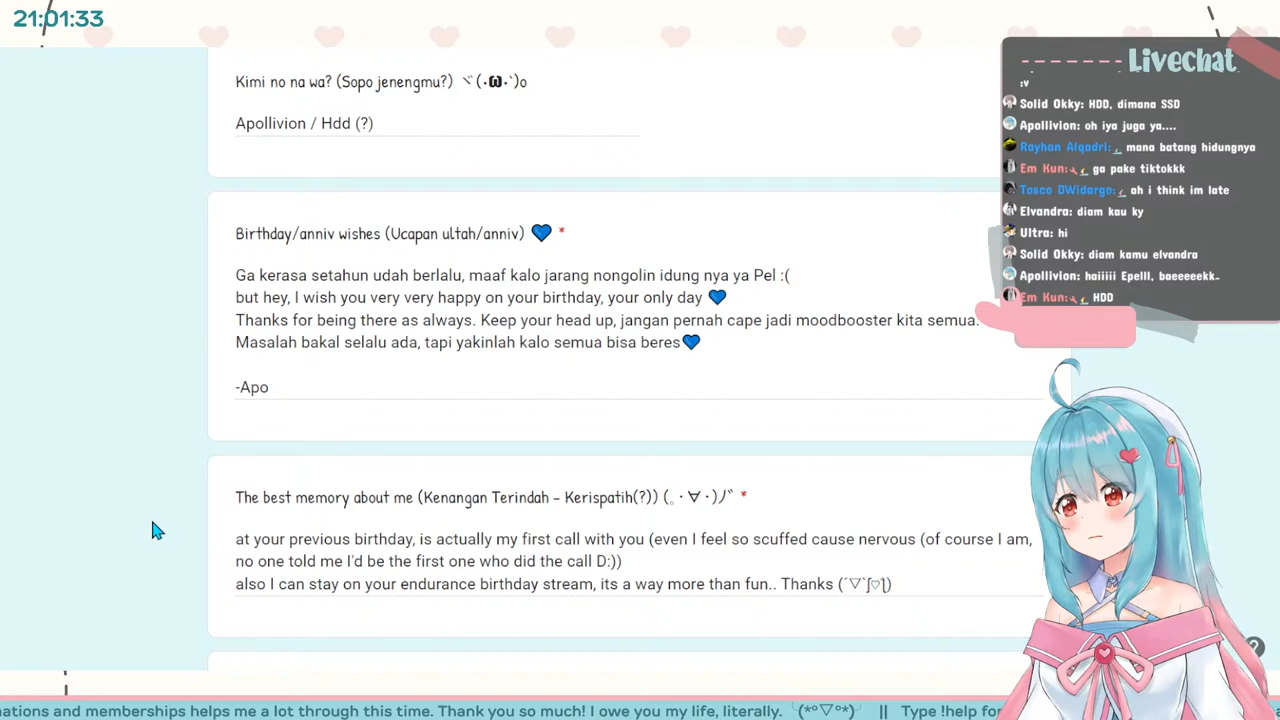 21:01:33
Kimi no na wa? (Sopo jenengmu?) ヾ(･ω･`)o
Apollivion / Hdd (?)
Birthday/anniv wishes (Ucapan ultah/anniv) 💙 *
Ga kerasa setahun udah berlalu, maaf kalo jarang nongolin idung nya ya Pel :(
but hey, I wish you very very happy on your birthday, your only day 💙
Thanks for being there as always. Keep your head up, jangan pernah cape jadi moodbooster kita semua.
Masalah bakal selalu ada, tapi yakinlah kalo semua bisa beres💙
-Apo
The best memory about me (Kenangan Terindah - Kerispatih(?)) (｡･∀･)ﾉﾞ *
at your previous birthday, is actually my first call with you (even I feel so scuffed cause nervous (of course I am,
no one told me I'd be the first one who did the call D:))
also I can stay on your endurance birthday stream, its a way more than fun.. Thanks (´▽`ʃ♡ƪ)
Livechat
:v
Solid Okky: HDD, dimana SSD
Apollivion: oh iya juga ya....
Rayhan Alqadri: mana batang hidungnya
Em Kun: ga pake tiktokkk
Tosco DWidargo: ah i think im late
Elvandra: diam kau ky
Ultra: hi
Solid Okky: diam kamu elvandra
Apollivion: haiiiii Epelll, baeeeeekk..
Em Kun: HDD
nations and memberships helps me a lot through this time. Thank you so much! I owe you my life, literally. ╰(*°▽°*)╯ || Type !help for